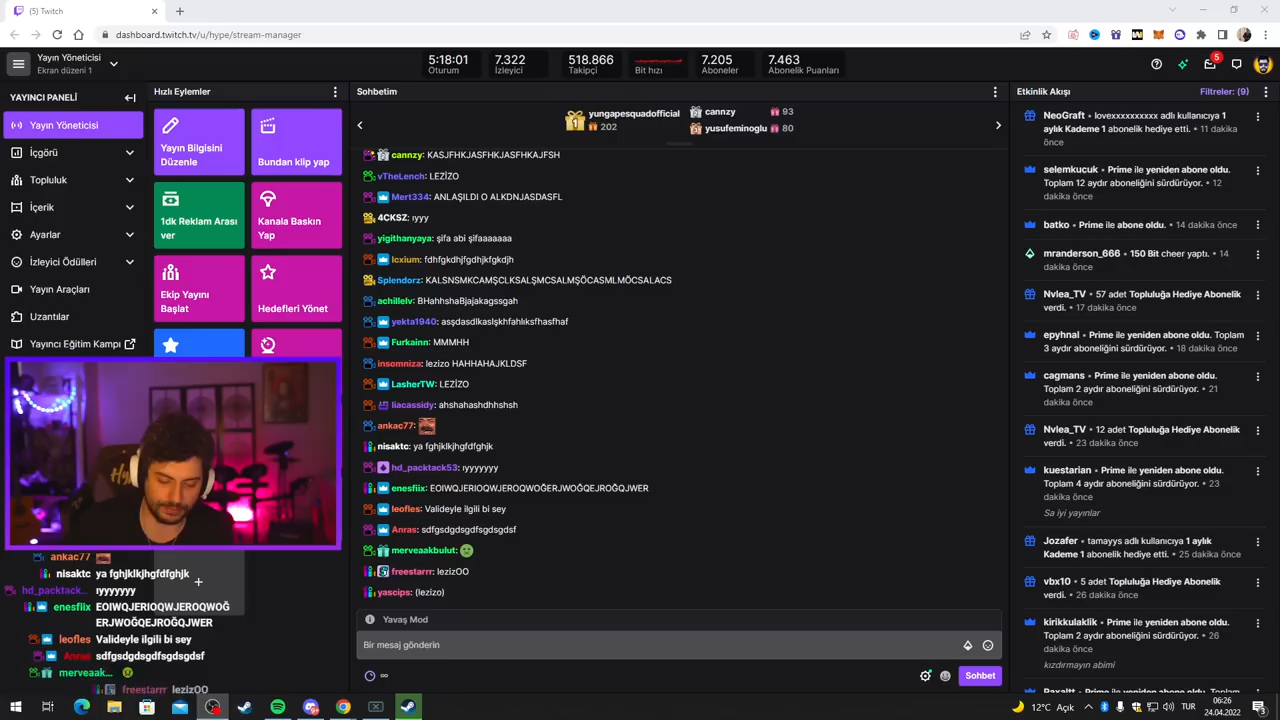 (5) Twitch
dashboard.twitch.tv/u/hype/stream-manager
Yayın Yöneticisi
Ekran düzeni 1
5:18:01
Oturum
7.322
İzleyici
518.866
Takipçi
Bit hızı
7.205
Aboneler
7.463
Abonelik Puanları
5
YAYINCI PANELİ
Yayın Yöneticisi
İçgörü
Topluluk
İçerik
Ayarlar
İzleyici Ödülleri
Yayın Araçları
Uzantılar
Yayıncı Eğitim Kampı
Hızlı Eylemler
Yayın Bilgisini
Düzenle
Bundan klip yap
1dk Reklam Arası
ver
Kanala Baskın
Yap
Ekip Yayını
Başlat
Hedefleri Yönet
ankac77
nisaktc ya fghjklkjhgfdfghjk
hd_packtack... ıyyyyyyy
enesfiix EOIWQJERIOQWJEROQWOĞ
ERJWOĞQEJROĞQJWER
leofles Valideyle ilgili bi sey
Anras sdfgsdgdsgdfsgdsgdsf
merveaak...
freestarrr lezizOO
Sohbetim
1
yungapesquadofficial
202
2 cannzy 93
3 yusufeminoglu 80
cannzy: KASJFHKJASFHKJASFHKAJFSH
vTheLench: LEZİZO
Mert334: ANLAŞILDI O ALKDNJASDASFL
4CKSZ: ıyyy
yigithanyaya: şifa abi şifaaaaaaa
Icxium: fdhfgkdhjfgdhjfkfgkdjh
Splendorz: KALSNSMKCAMŞCLKSALŞMCSALMŞÖCASMLMÖCSALACS
achillelv: BHahhshaBjajakagssgah
yekta1940: asşdasdlkaslşkhfahlıksfhasfhaf
Furkainn: MMMHH
insomniza: lezizo HAHHAHAJKLDSF
LasherTW: LEZİZO
liacassidy: ahshahashdhhshsh
ankac77:
nisaktc: ya fghjklkjhgfdfghjk
hd_packtack53: ıyyyyyyy
enesfiix: EOIWQJERIOQWJEROQWOĞERJWOĞQEJROĞQJWER
leofles: Valideyle ilgili bi sey
Anras: sdfgsdgdsgdfsgdsgdsf
merveaakbulut:
freestarrr: lezizOO
yascips: (lezizo)
Yavaş Mod
Bir mesaj gönderin
∞
Sohbet
Etkinlik Akışı
Filtreler: (9)
NeoGraft • lovexxxxxxxxxx adlı kullanıcıya 1
aylık Kademe 1 abonelik hediye etti. • 11 dakika
önce
selemkucuk • Prime ile yeniden abone oldu.
Toplam 12 aydır aboneliğini sürdürüyor. • 12
dakika önce
batko • Prime ile abone oldu. • 14 dakika önce
mranderson_666 • 150 Bit cheer yaptı. • 14
dakika önce
Nvlea_TV • 57 adet Topluluğa Hediye Abonelik
verdi. • 17 dakika önce
epyhnal • Prime ile yeniden abone oldu. Toplam
3 aydır aboneliğini sürdürüyor. • 18 dakika önce
cagmans • Prime ile yeniden abone oldu.
Toplam 2 aydır aboneliğini sürdürüyor. • 21
dakika önce
Nvlea_TV • 12 adet Topluluğa Hediye Abonelik
verdi. • 23 dakika önce
kuestarian • Prime ile yeniden abone oldu.
Toplam 4 aydır aboneliğini sürdürüyor. • 23
dakika önce
Sa iyi yayınlar
Jozafer • tamayys adlı kullanıcıya 1 aylık
Kademe 1 abonelik hediye etti. • 25 dakika önce
vbx10 • 5 adet Topluluğa Hediye Abonelik
verdi. • 26 dakika önce
kirikkulaklik • Prime ile yeniden abone oldu.
Toplam 2 aydır aboneliğini sürdürüyor. • 26
dakika önce
kızdırmayın abimi
12°C Açık
TUR
06:26
24.04.2022
3